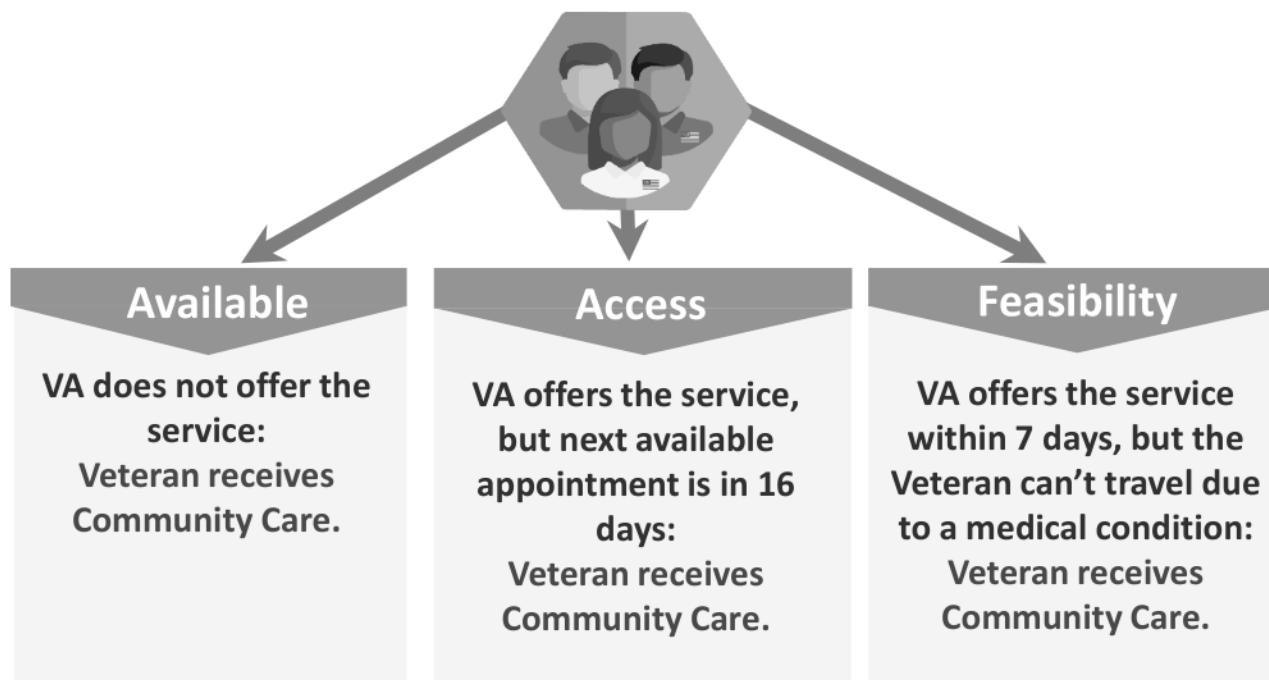 Available
VA does not offer the
service:
Veteran receives
Community Care.
Access
VA offers the service,
but next available
appointment is in 16
days:
Veteran receives
Community Care.
Feasibility
VA offers the service
within 7 days, but the
Veteran can’t travel due
to a medical condition:
Veteran receives
Community Care.